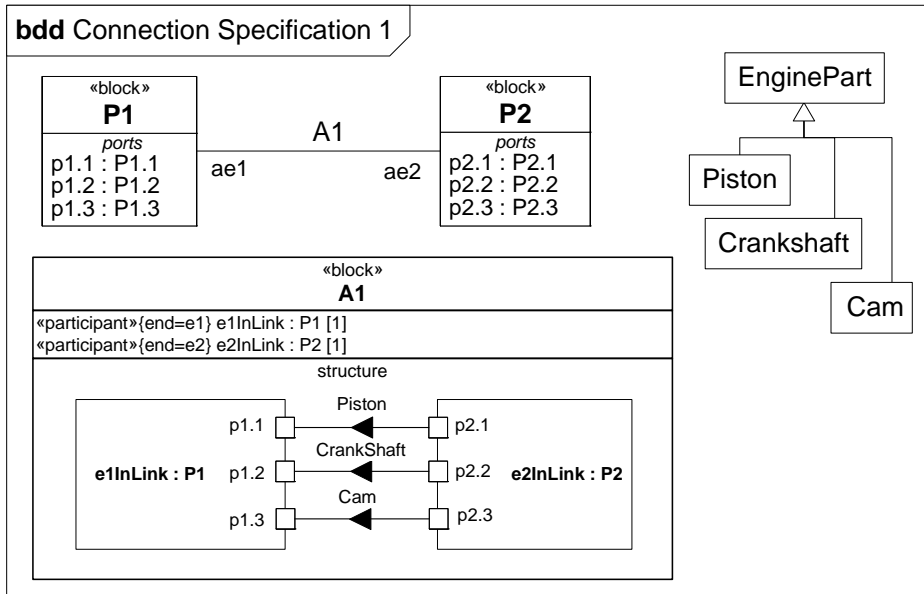 bdd Connection Specification 1
«block»
P1
ports
p1.1 : P1.1
p1.2 : P1.2
p1.3 : P1.3
A1
ae1
ae2
«block»
P2
ports
p2.1 : P2.1
p2.2 : P2.2
p2.3 : P2.3
EnginePart
Piston
Crankshaft
Cam
«block»
A1
«participant»{end=e1} e1InLink : P1 [1]
«participant»{end=e2} e2InLink : P2 [1]
structure
Piston
p1.1
p2.1
CrankShaft
e1InLink : P1
p1.2
p2.2
e2InLink : P2
Cam
p1.3
p2.3